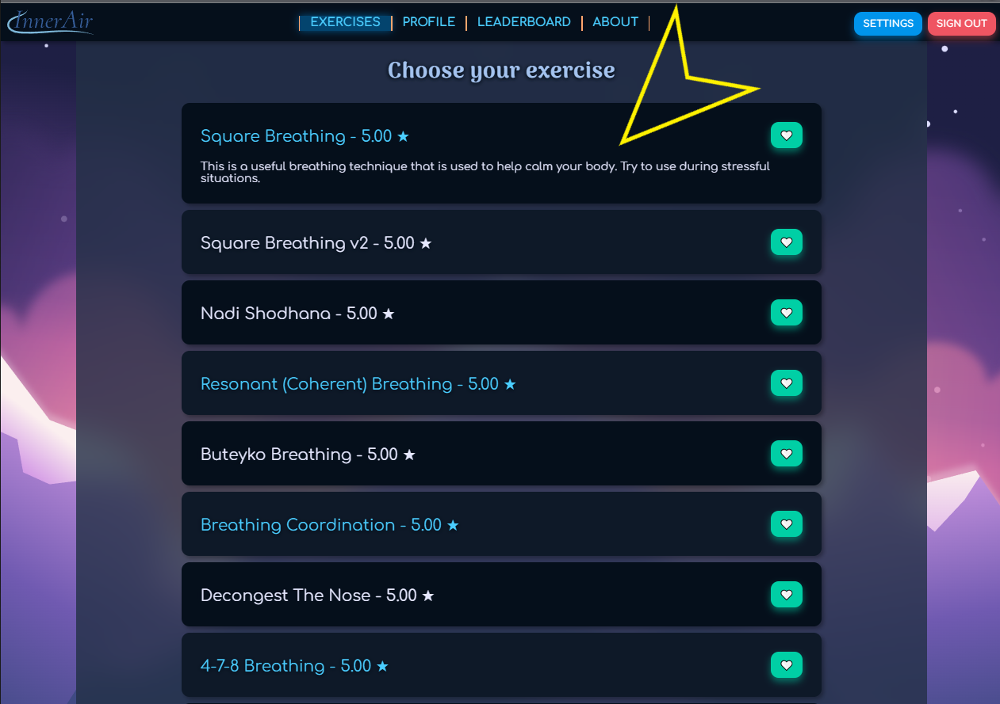 InnerAir
EXERCISES
PROFILE
LEADERBOARD
ABOUT
SETTINGS
SIGN OUT
Choose your exercise
Square Breathing - 5.00 ★
This is a useful breathing technique that is used to help calm your body. Try to use during stressful
situations.
Square Breathing v2 - 5.00 ★
Nadi Shodhana - 5.00 ★
Resonant (Coherent) Breathing - 5.00 ★
Buteyko Breathing - 5.00 ★
Breathing Coordination - 5.00 ★
Decongest The Nose - 5.00 ★
4-7-8 Breathing - 5.00 ★